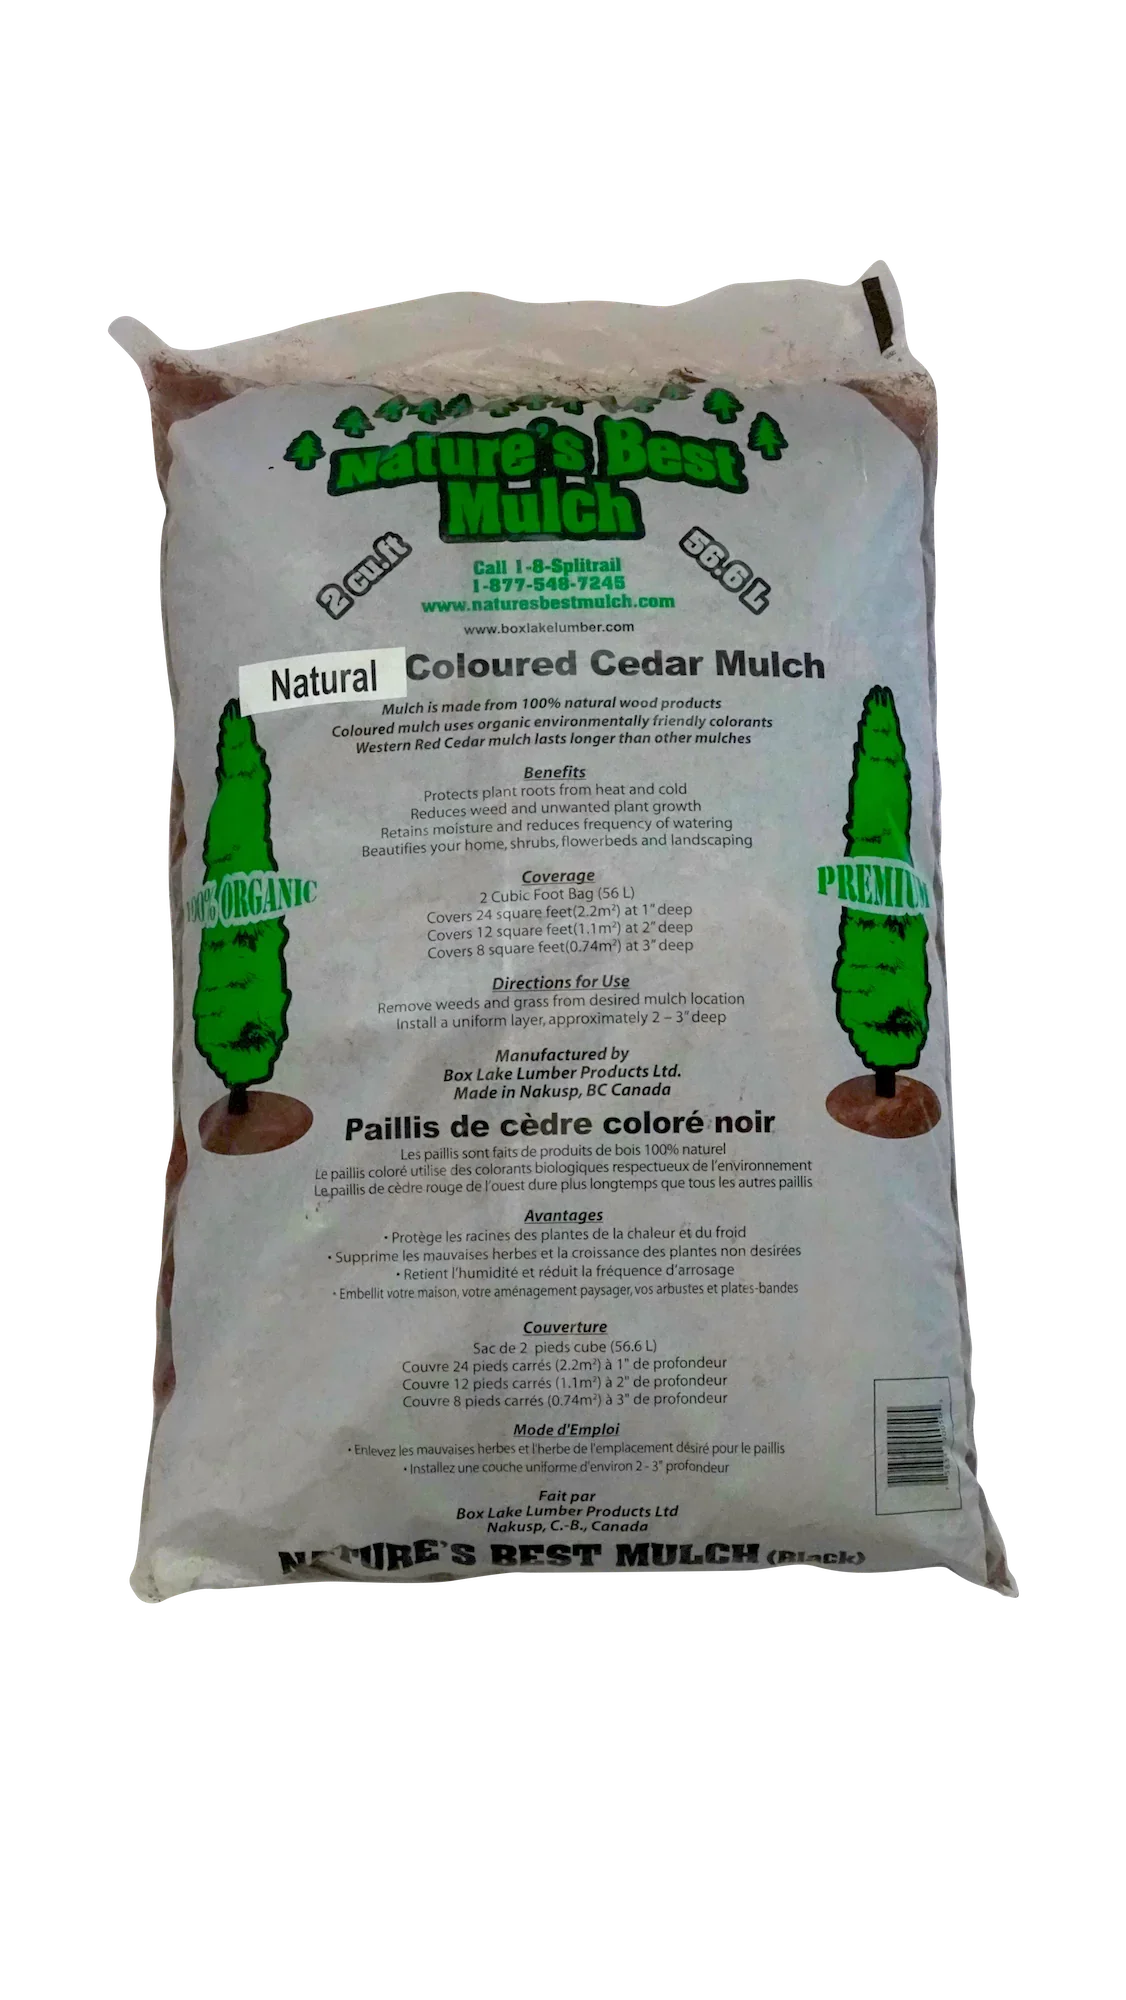 Nature's Best
Mulch
2 cu.ft
56.6 L
Call 1-8-Splitrail
1-877-548-7245
www.naturesbestmulch.com
www.boxlakelumber.com
Natural Coloured Cedar Mulch
Mulch is made from 100% natural wood products
Coloured mulch uses organic environmentally friendly colorants
Western Red Cedar mulch lasts longer than other mulches
Benefits
Protects plant roots from heat and cold
Reduces weed and unwanted plant growth
Retains moisture and reduces frequency of watering
Beautifies your home, shrubs, flowerbeds and landscaping
100% ORGANIC
PREMIUM
Coverage
2 Cubic Foot Bag (56 L)
Covers 24 square feet(2.2m²) at 1" deep
Covers 12 square feet(1.1m²) at 2" deep
Covers 8 square feet(0.74m²) at 3" deep
Directions for Use
Remove weeds and grass from desired mulch location
Install a uniform layer, approximately 2 – 3" deep
Manufactured by
Box Lake Lumber Products Ltd.
Made in Nakusp, BC Canada
Paillis de cèdre coloré noir
Les paillis sont faits de produits de bois 100% naturel
Le paillis coloré utilise des colorants biologiques respectueux de l'environnement
Le paillis de cèdre rouge de l'ouest dure plus longtemps que tous les autres paillis
Avantages
• Protège les racines des plantes de la chaleur et du froid
• Supprime les mauvaises herbes et la croissance des plantes non desirées
• Retient l'humidité et réduit la fréquence d'arrosage
• Embellit votre maison, votre aménagement paysager, vos arbustes et plates-bandes
Couverture
Sac de 2 pieds cube (56.6 L)
Couvre 24 pieds carrés (2.2m²) à 1" de profondeur
Couvre 12 pieds carrés (1.1m²) à 2" de profondeur
Couvre 8 pieds carrés (0.74m²) à 3" de profondeur
Mode d'Emploi
• Enlevez les mauvaises herbes et l'herbe de l'emplacement désiré pour le paillis
• Installez une couche uniforme d'environ 2 - 3" profondeur
Fait par
Box Lake Lumber Products Ltd
Nakusp, C.-B., Canada
NATURE'S BEST MULCH (Black)